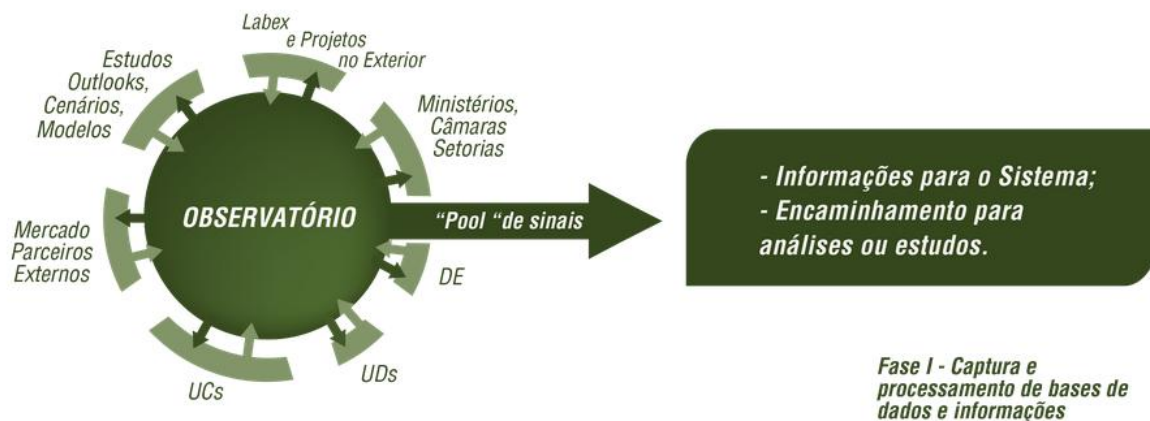 Labex
e Projetos
no Exterior
Estudos
Outlooks,
Cenários,
Modelos
Ministérios,
Câmaras
Setorias
OBSERVATÓRIO
"Pool "de sinais
- Informações para o Sistema;
- Encaminhamento para
análises ou estudos.
Mercado
Parceiros
Externos
DE
UDs
UCs
Fase I - Captura e
processamento de bases de
dados e informações